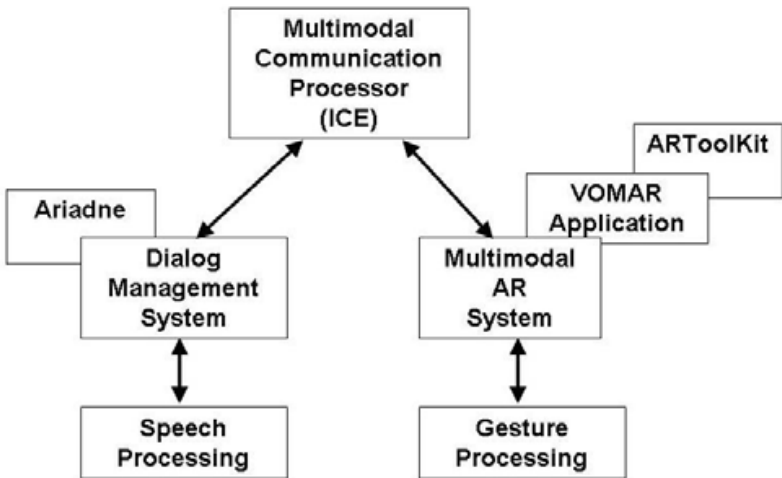 Multimodal
Communication
Processor
(ICE)
ARToolKit
VOMAR
Application
Ariadne
Dialog
Management
System
Multimodal
AR
System
Speech
Processing
Gesture
Processing